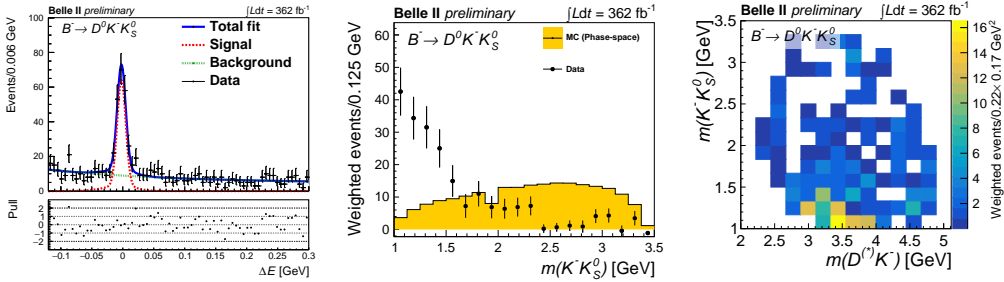 Belle II preliminary ∫Ldt = 362 fb⁻¹
B⁻→ D⁰K⁻K⁰S
Total fit
Signal
Background
Data
Events/0.006 GeV
100
80
60
40
20
0
Pull
2
1
0
−1
−2
−0.1 −0.05 0 0.05 0.1 0.15 0.2 0.25 0.3
ΔE [GeV]
Belle II preliminary ∫Ldt = 362 fb⁻¹
B⁻→ D⁰K⁻K⁰S
MC (Phase-space)
Data
Weighted events/0.125 GeV
60
50
40
30
20
10
0
1 1.5 2 2.5 3 3.5
m(K⁻K⁰S) [GeV]
Belle II preliminary ∫Ldt = 362 fb⁻¹
B⁻→ D⁰K⁻K⁰S
m(K⁻K⁰S) [GeV]
3.5
3
2.5
2
1.5
1
2 2.5 3 3.5 4 4.5 5
m(D⁽*⁾K⁻) [GeV]
16
14
12
10
8
6
4
2
Weighted events/0.22× 0.17 GeV²